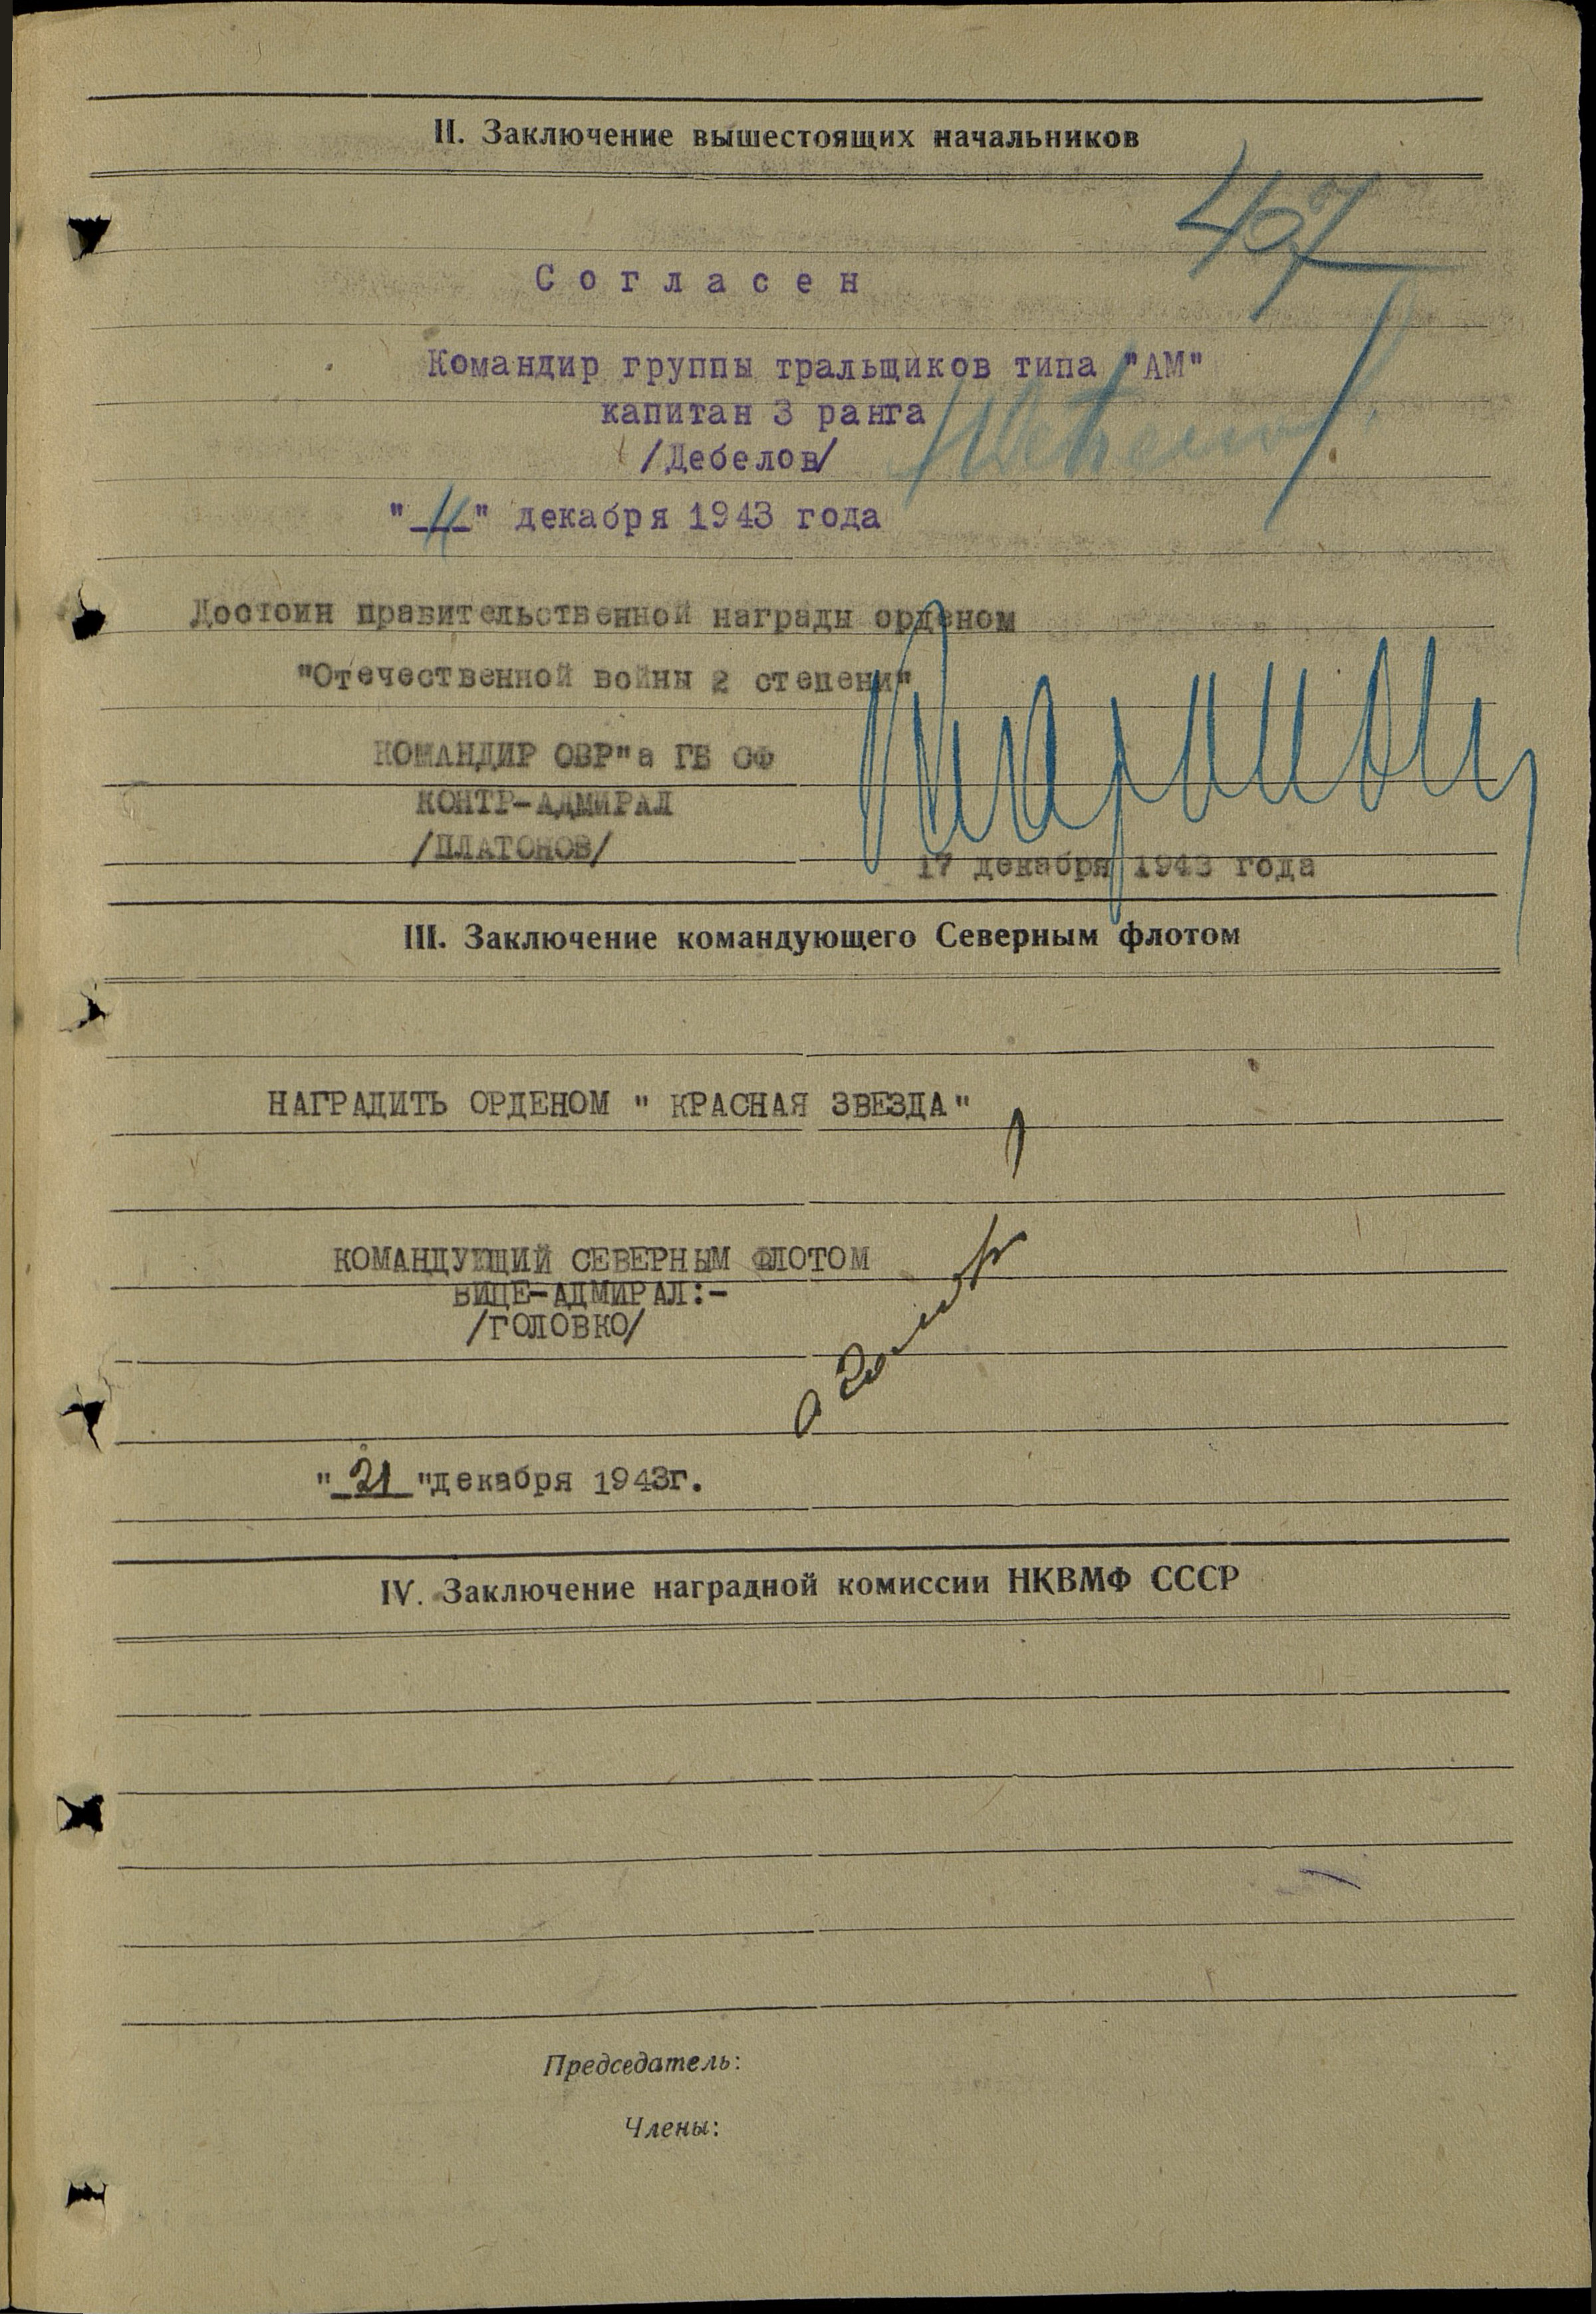 II. Заключение вышестоящих начальников
407
Согласен
Командир группы тральщиков типа "АМ"
капитан 3 ранга
/Дебелов/
"11" декабря 1943 года
Достоин правительственной награды орденом
"Отечественной войны 2 степени"
КОМАНДИР ОВР"а ГБ СФ
КОНТР-АДМИРАЛ
/ПЛАТОНОВ/
17 декабря 1943 года
III. Заключение командующего Северным флотом
НАГРАДИТЬ ОРДЕНОМ " КРАСНАЯ ЗВЕЗДА"
КОМАНДУЮЩИЙ СЕВЕРНЫМ ФЛОТОМ
ВИЦЕ-АДМИРАЛ:-
/ГОЛОВКО/
"21"декабря 1943г.
IV. Заключение наградной комиссии НКВМФ СССР
Председатель:
Члены: